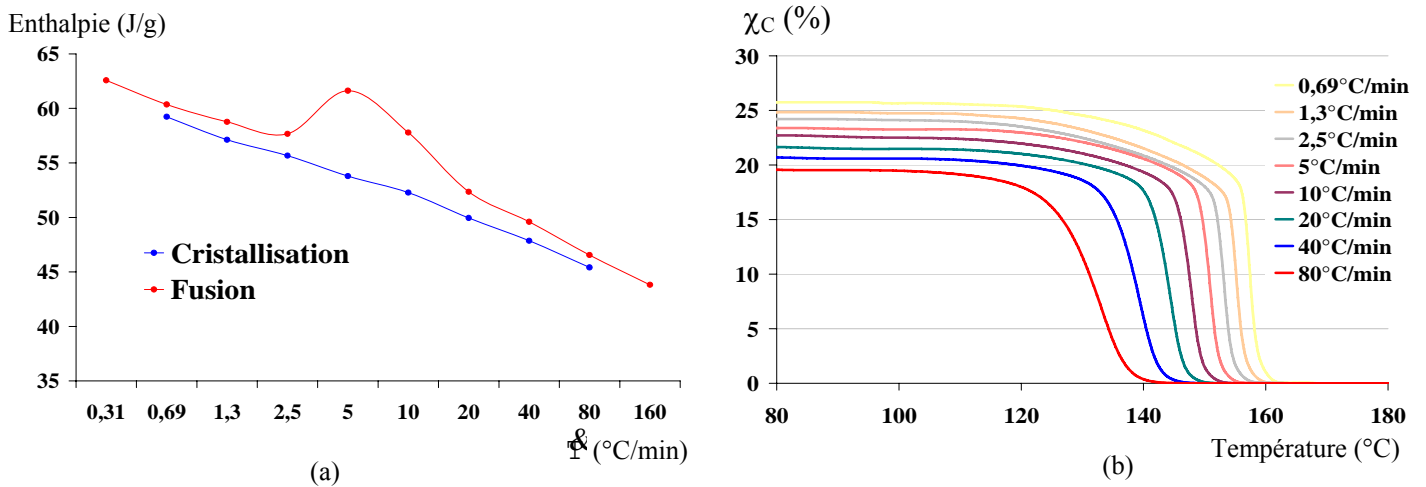 Enthalpie (J/g)
65
60
55
50
45
40
35
Cristallisation
Fusion
0,31 0,69 1,3 2,5 5 10 20 40 80 160
(°C/min)
(a)
χC (%)
30
25
20
15
10
5
0
0,69°C/min
1,3°C/min
2,5°C/min
5°C/min
10°C/min
20°C/min
40°C/min
80°C/min
80 100 120 140 160 180
Température (°C)
(b)